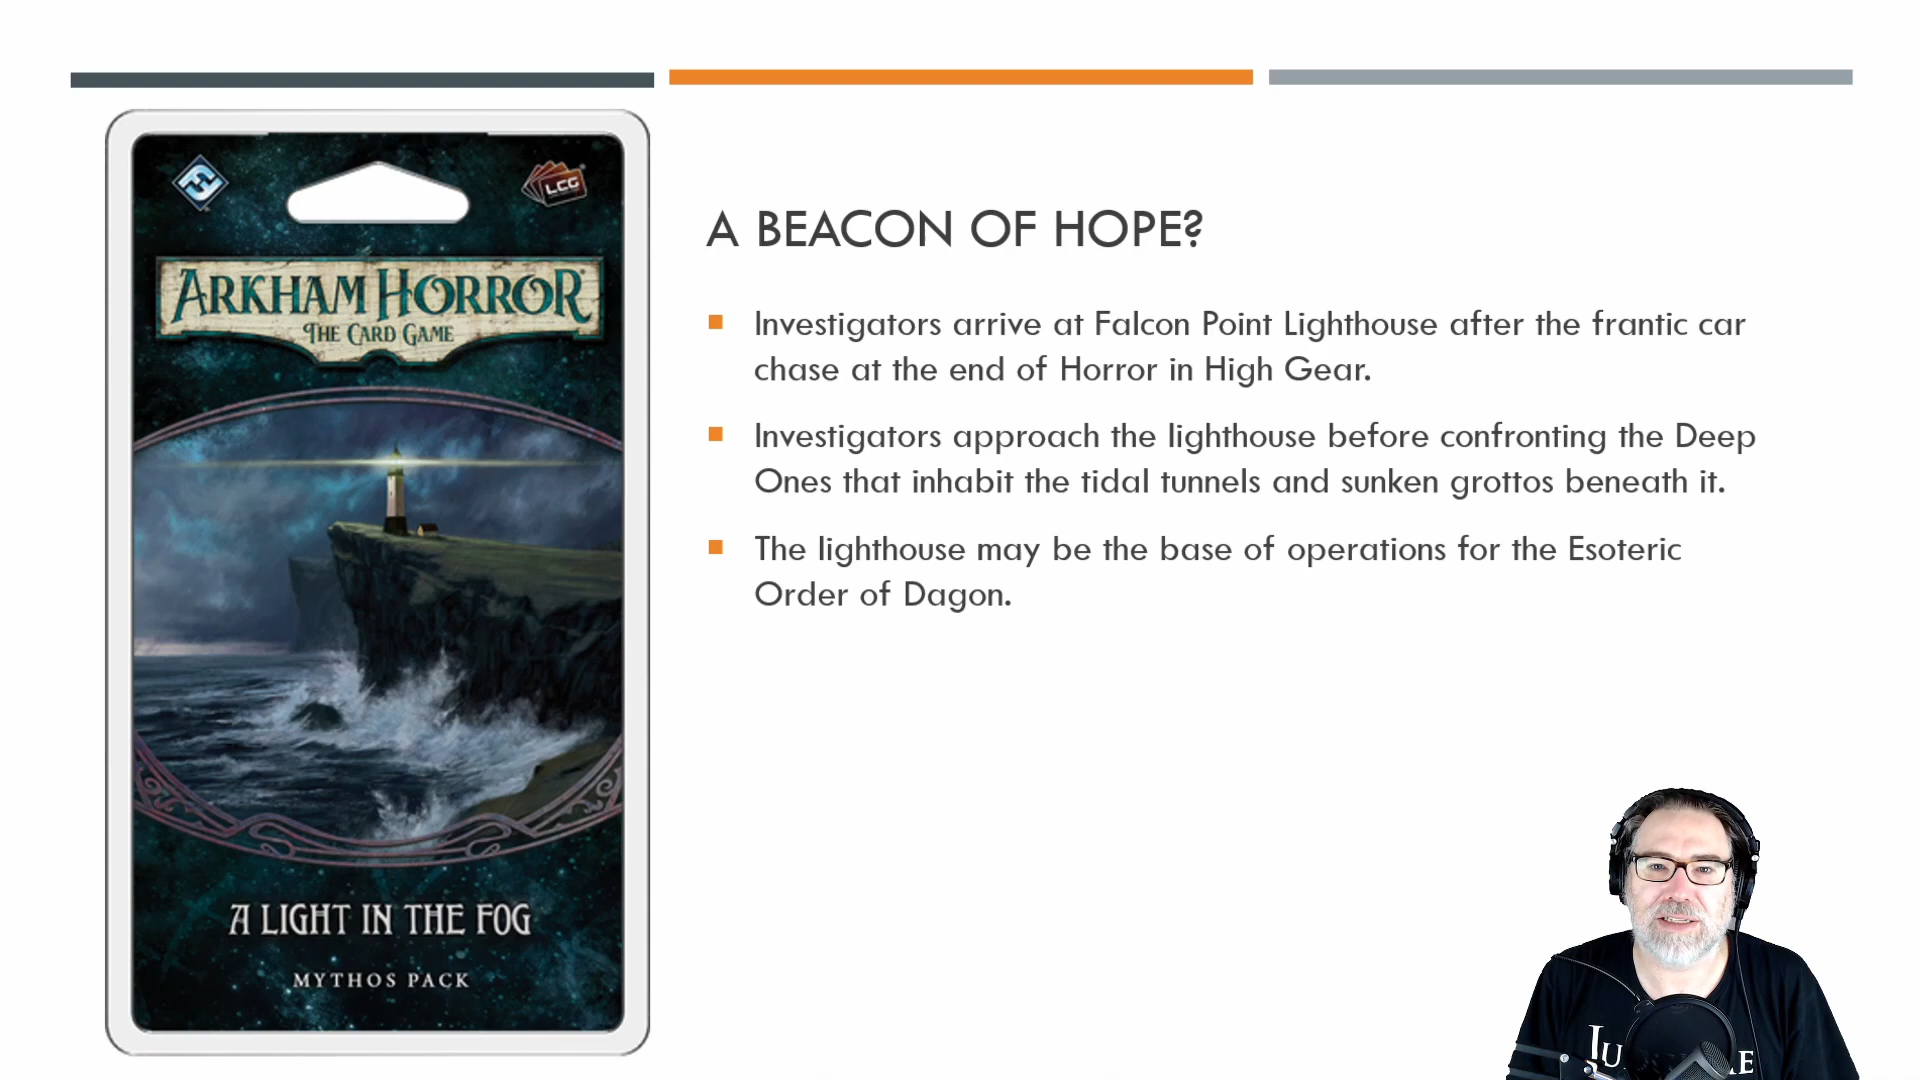 LCG
ARKHAM HORROR
THE CARD GAME
A LIGHT IN THE FOG
MYTHOS PACK
A BEACON OF HOPE?
Investigators arrive at Falcon Point Lighthouse after the frantic car
chase at the end of Horror in High Gear.
Investigators approach the lighthouse before confronting the Deep
Ones that inhabit the tidal tunnels and sunken grottos beneath it.
The lighthouse may be the base of operations for the Esoteric
Order of Dagon.